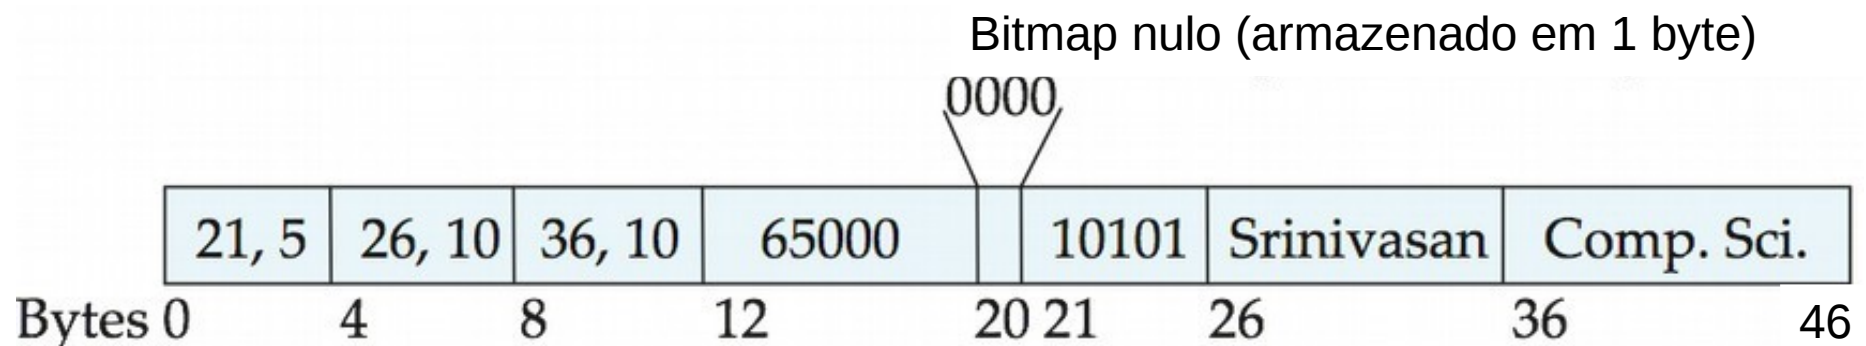 Bitmap nulo (armazenado em 1 byte)
0000
21, 5 26, 10 36, 10 65000 10101 Srinivasan Comp. Sci.
Bytes 0 4 8 12 20 21 26 36 46